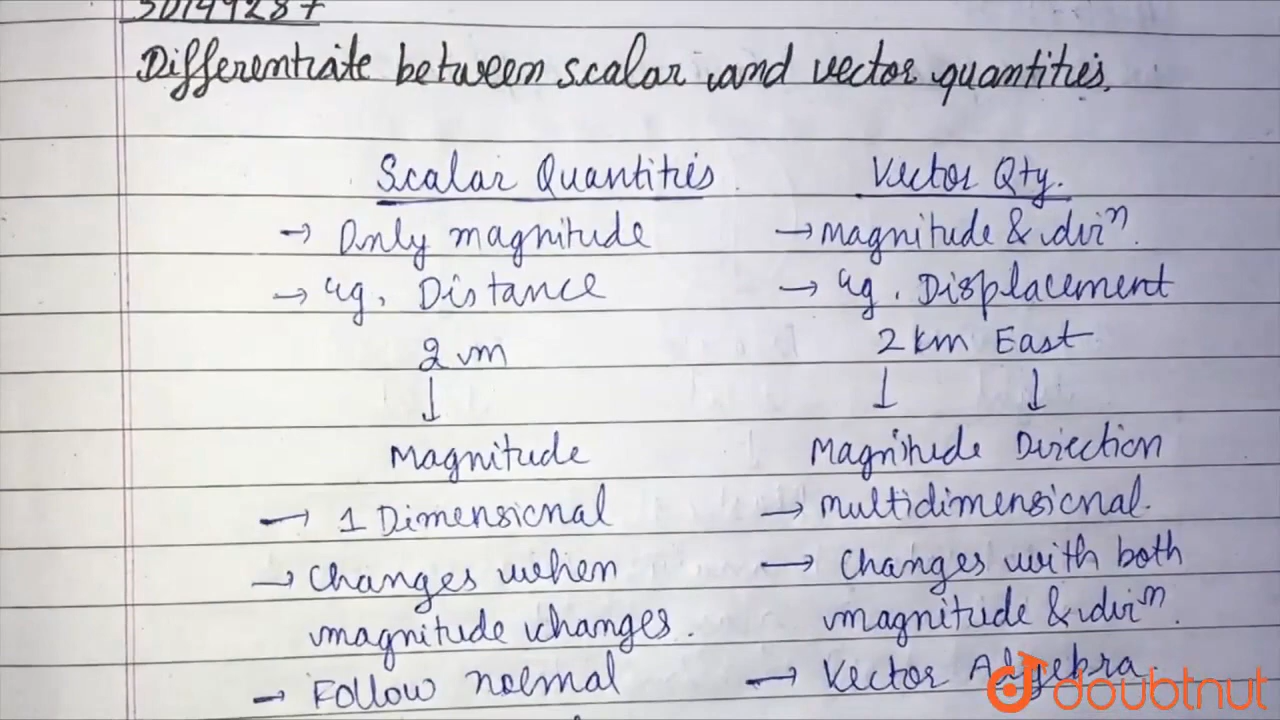 Differentiate between scalar and vector quantities.
Scalar Quantities Vector Qty.
→ Only magnitude → magnitude & dirⁿ.
→ eg. Distance → eg. Displacement
2 m 2 km East
↓ ↓ ↓
Magnitude Magnitude Direction
→ 1 Dimensional → multidimensional.
→ Changes when → Changes with both
magnitude changes. magnitude & dirⁿ.
→ Follow normal → Vector Algebra
doubtnut